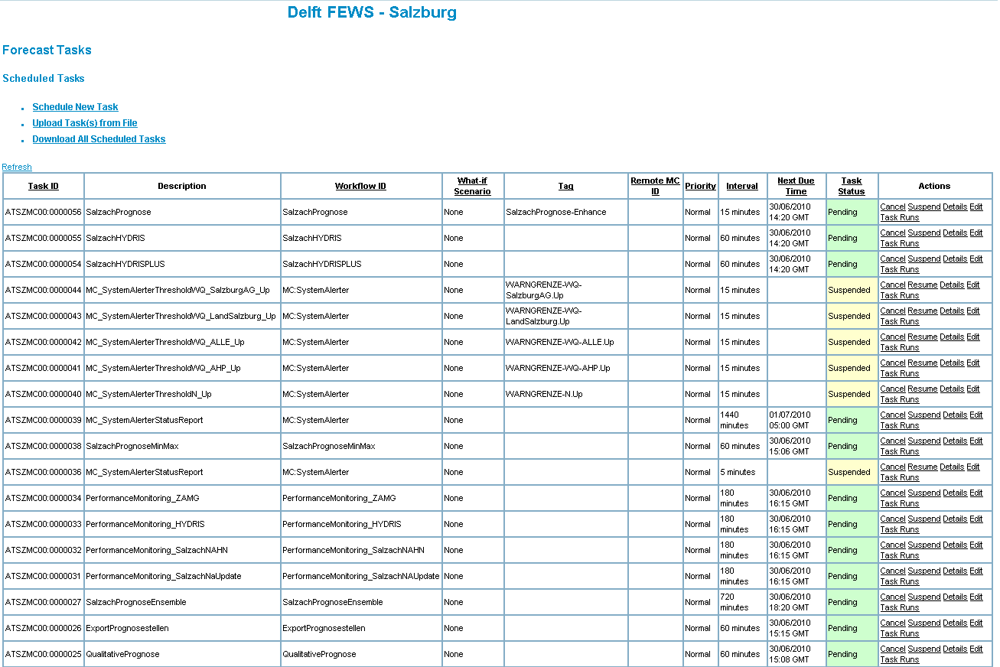 Delft FEWS - Salzburg
Forecast Tasks
Scheduled Tasks
Schedule New Task
Upload Task(s) from File
Download All Scheduled Tasks
Refresh
Task ID Description Workflow ID What-if Scenario Tag Remote MC ID Priority Interval Next Due Time Task Status Actions
ATSZMC00:0000056 SalzachPrognose SalzachPrognose None SalzachPrognose-Enhance Normal 15 minutes 30/06/2010 14:20 GMT Pending Cancel Suspend Details Edit Task Runs
ATSZMC00:0000055 SalzachHYDRIS SalzachHYDRIS None Normal 60 minutes 30/06/2010 14:20 GMT Pending Cancel Suspend Details Edit Task Runs
ATSZMC00:0000054 SalzachHYDRISPLUS SalzachHYDRISPLUS None Normal 60 minutes 30/06/2010 14:20 GMT Pending Cancel Suspend Details Edit Task Runs
ATSZMC00:0000044 MC_SystemAlerterThresholdWQ_SalzburgAG_Up MC:SystemAlerter None WARNGRENZE-WQ-SalzburgAG.Up Normal 15 minutes Suspended Cancel Resume Details Edit Task Runs
ATSZMC00:0000043 MC_SystemAlerterThresholdWQ_LandSalzburg_Up MC:SystemAlerter None WARNGRENZE-WQ-LandSalzburg.Up Normal 15 minutes Suspended Cancel Resume Details Edit Task Runs
ATSZMC00:0000042 MC_SystemAlerterThresholdWQ_ALLE_Up MC:SystemAlerter None WARNGRENZE-WQ-ALLE.Up Normal 15 minutes Suspended Cancel Resume Details Edit Task Runs
ATSZMC00:0000041 MC_SystemAlerterThresholdWQ_AHP_Up MC:SystemAlerter None WARNGRENZE-WQ-AHP.Up Normal 15 minutes Suspended Cancel Resume Details Edit Task Runs
ATSZMC00:0000040 MC_SystemAlerterThresholdN_Up MC:SystemAlerter None WARNGRENZE-N.Up Normal 15 minutes Suspended Cancel Resume Details Edit Task Runs
ATSZMC00:0000039 MC_SystemAlerterStatusReport MC:SystemAlerter None Normal 1440 minutes 01/07/2010 05:00 GMT Pending Cancel Suspend Details Edit Task Runs
ATSZMC00:0000038 SalzachPrognoseMinMax SalzachPrognoseMinMax None Normal 60 minutes 30/06/2010 15:06 GMT Pending Cancel Suspend Details Edit Task Runs
ATSZMC00:0000036 MC_SystemAlerterStatusReport MC:SystemAlerter None Normal 5 minutes Suspended Cancel Resume Details Edit Task Runs
ATSZMC00:0000034 PerformanceMonitoring_ZAMG PerformanceMonitoring_ZAMG None Normal 180 minutes 30/06/2010 16:15 GMT Pending Cancel Suspend Details Edit Task Runs
ATSZMC00:0000033 PerformanceMonitoring_HYDRIS PerformanceMonitoring_HYDRIS None Normal 180 minutes 30/06/2010 16:15 GMT Pending Cancel Suspend Details Edit Task Runs
ATSZMC00:0000032 PerformanceMonitoring_SalzachNAHN PerformanceMonitoring_SalzachNAHN None Normal 180 minutes 30/06/2010 16:15 GMT Pending Cancel Suspend Details Edit Task Runs
ATSZMC00:0000031 PerformanceMonitoring_SalzachNaUpdate PerformanceMonitoring_SalzachNAUpdate None Normal 180 minutes 30/06/2010 16:15 GMT Pending Cancel Suspend Details Edit Task Runs
ATSZMC00:0000027 SalzachPrognoseEnsemble SalzachPrognoseEnsemble None Normal 720 minutes 30/06/2010 18:20 GMT Pending Cancel Suspend Details Edit Task Runs
ATSZMC00:0000026 ExportPrognosestellen ExportPrognosestellen None Normal 60 minutes 30/06/2010 15:15 GMT Pending Cancel Suspend Details Edit Task Runs
ATSZMC00:0000025 QualitativePrognose QualitativePrognose None Normal 60 minutes 30/06/2010 15:08 GMT Pending Cancel Suspend Details Edit Task Runs